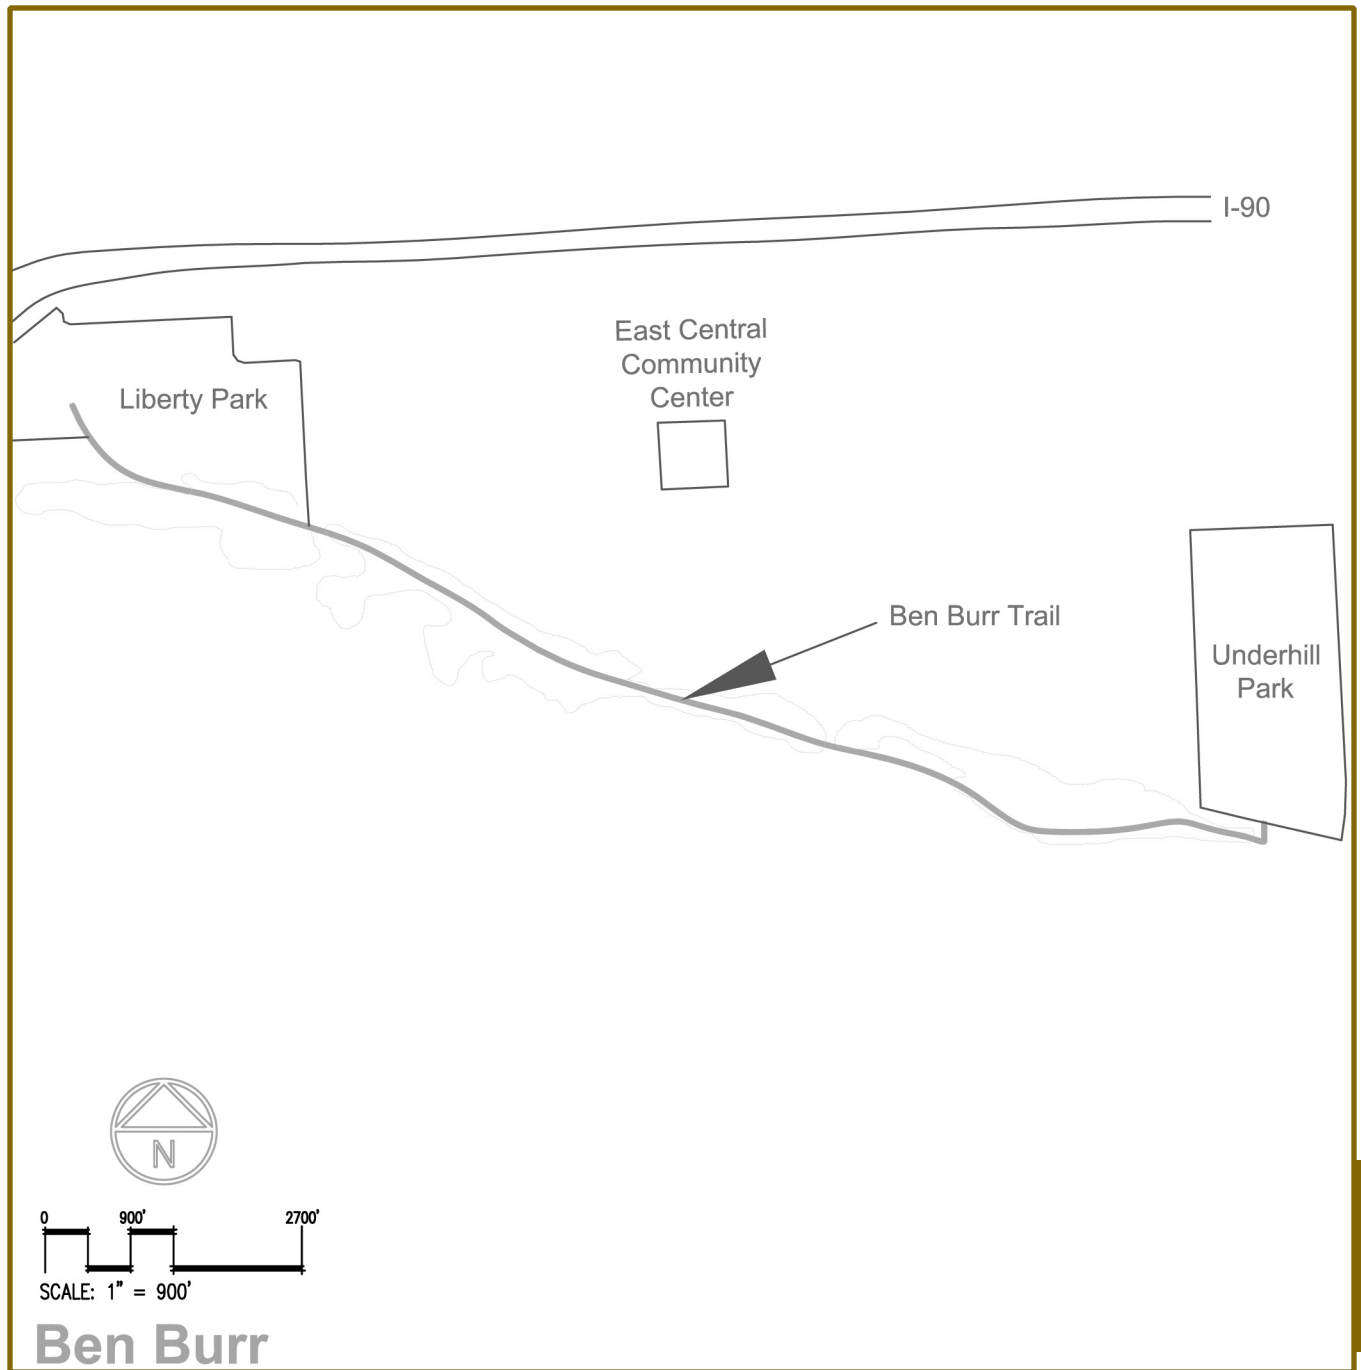 I-90
East Central
Community
Center
Liberty Park
Ben Burr Trail
Underhill
Park
N
0 900' 2700'
SCALE: 1" = 900'
Ben Burr